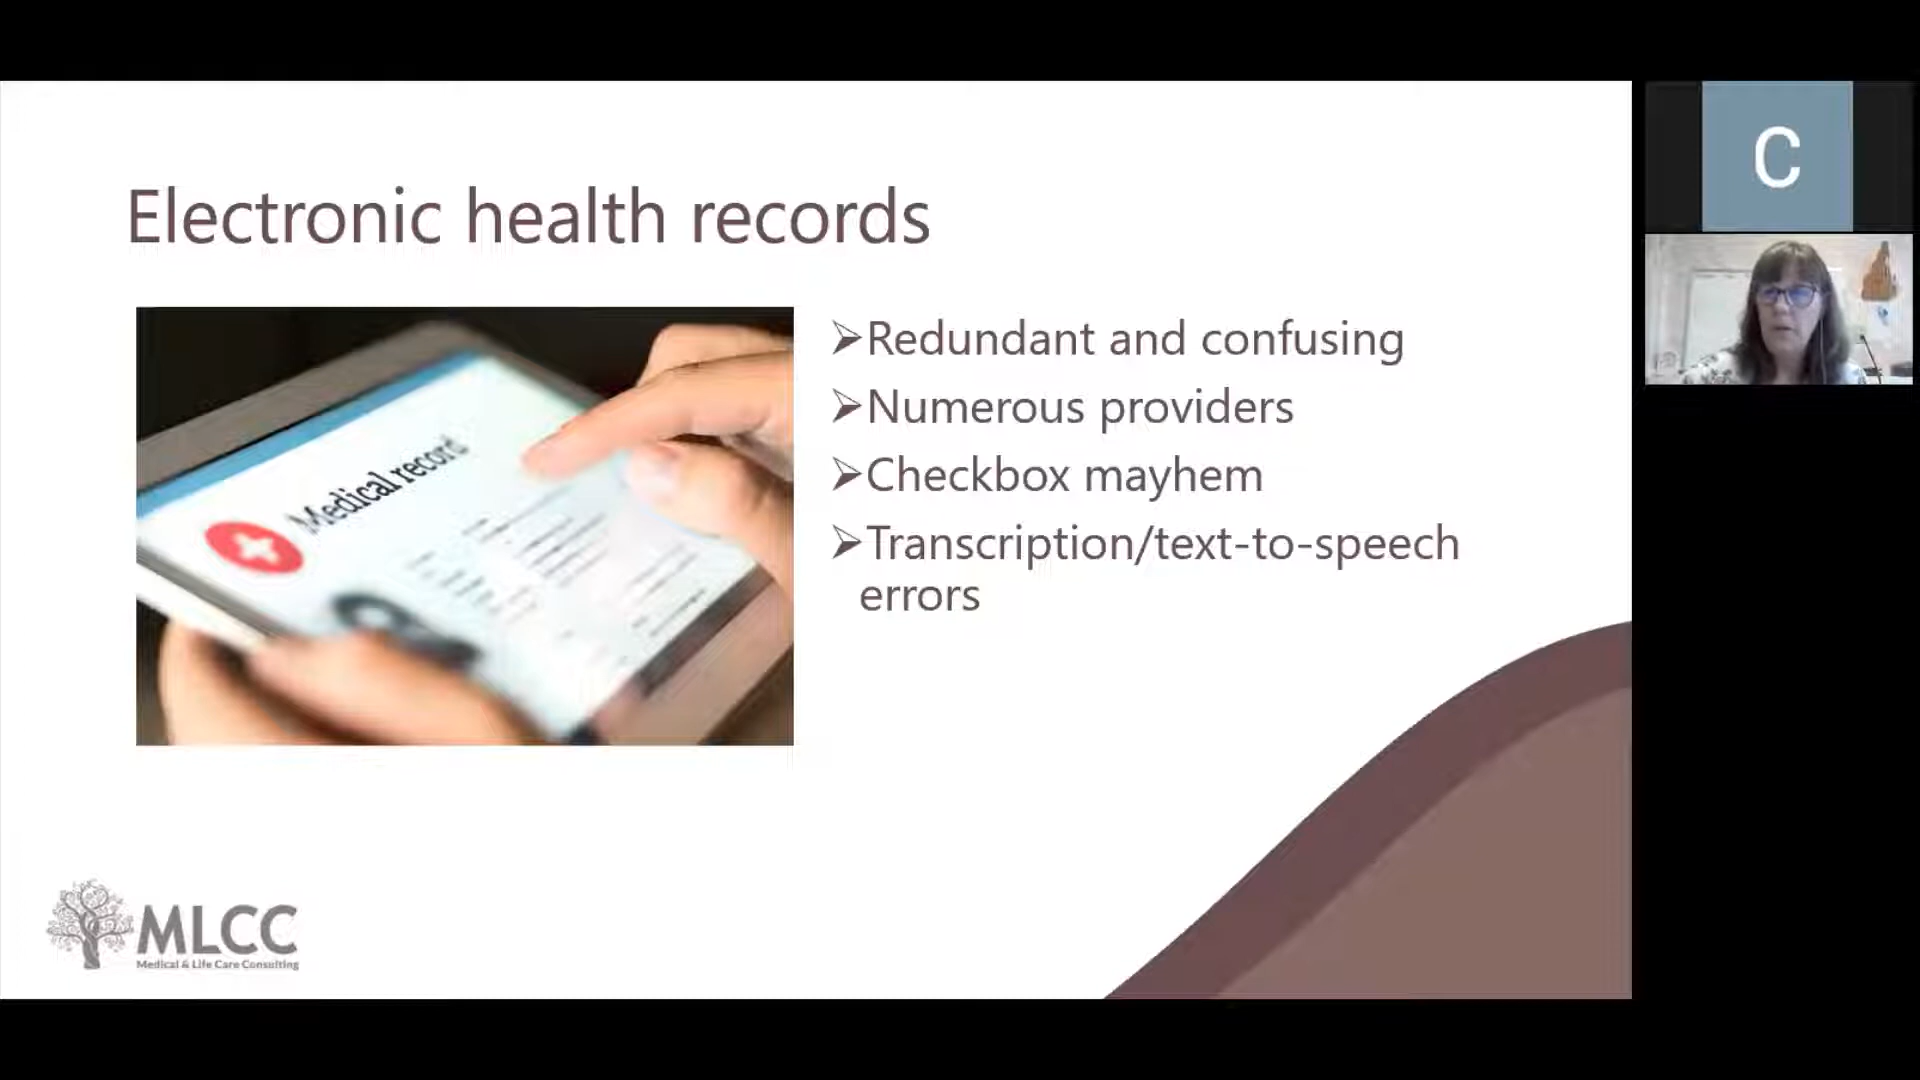 Electronic health records
C
Medical record
➢Redundant and confusing
➢Numerous providers
➢Checkbox mayhem
➢Transcription/text-to-speech
errors
MLCC
Medical & Life Care Consulting